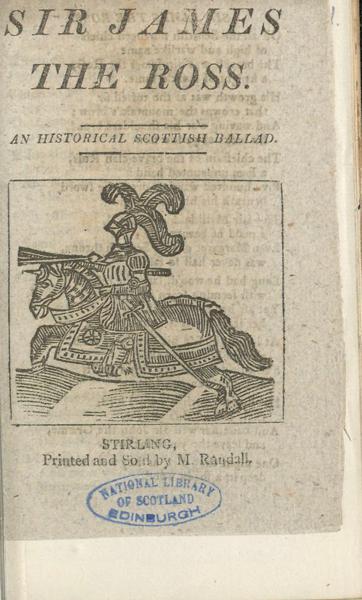 SIR JAMES
THE ROSS.
AN HISTORICAL SCOTTISH BALLAD.
STIRLING,
Printed and Sold by M. Randall.
NATIONAL LIBRARY
OF SCOTLAND
EDINBURGH